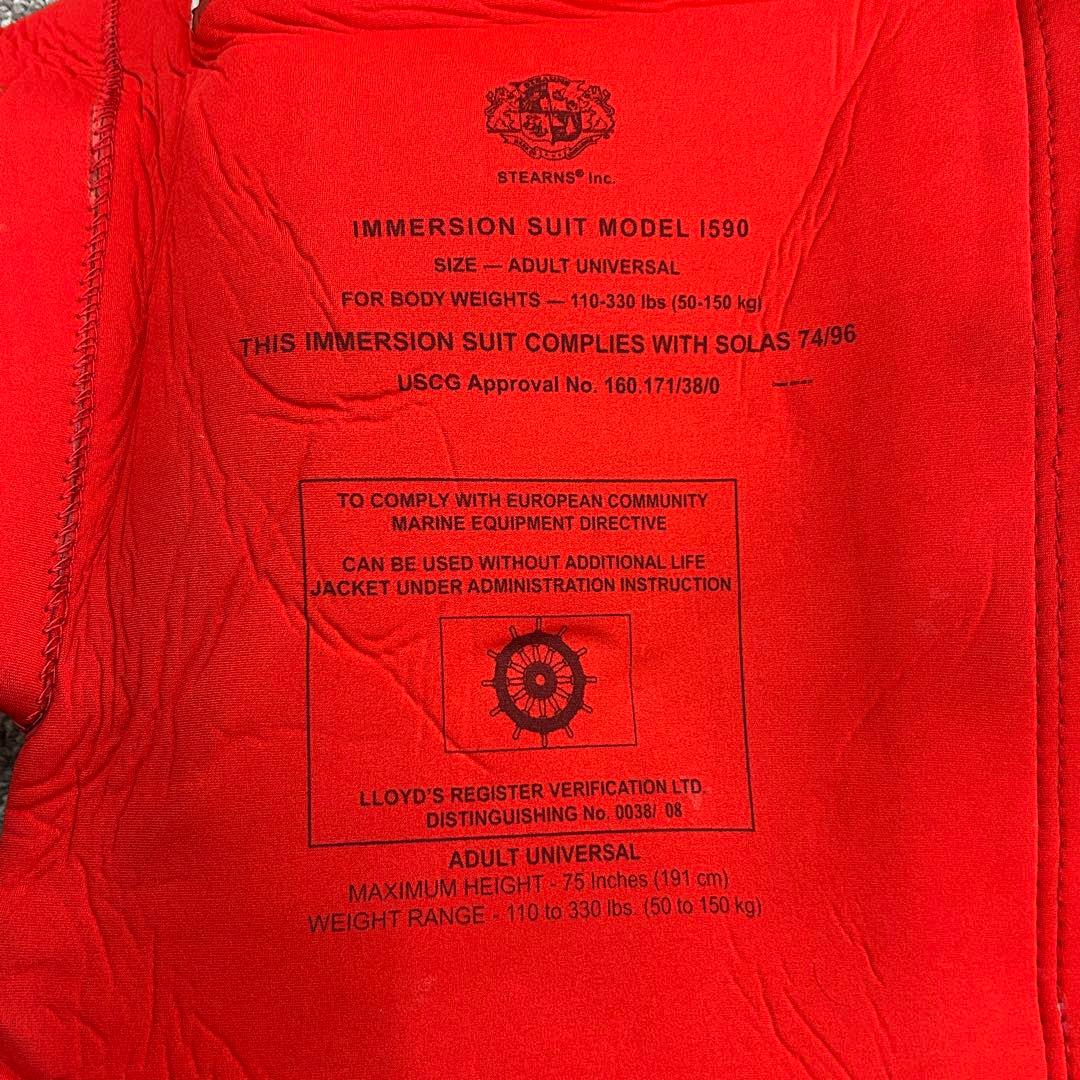 STEARNS
STEARNS® Inc.
IMMERSION SUIT MODEL I590
SIZE — ADULT UNIVERSAL
FOR BODY WEIGHTS — 110-330 lbs (50-150 kg)
THIS IMMERSION SUIT COMPLIES WITH SOLAS 74/96
USCG Approval No. 160.171/38/0
TO COMPLY WITH EUROPEAN COMMUNITY
MARINE EQUIPMENT DIRECTIVE
CAN BE USED WITHOUT ADDITIONAL LIFE
JACKET UNDER ADMINISTRATION INSTRUCTION
LLOYD'S REGISTER VERIFICATION LTD.
DISTINGUISHING No. 0038/ 08
ADULT UNIVERSAL
MAXIMUM HEIGHT - 75 Inches (191 cm)
WEIGHT RANGE - 110 to 330 lbs. (50 to 150 kg)